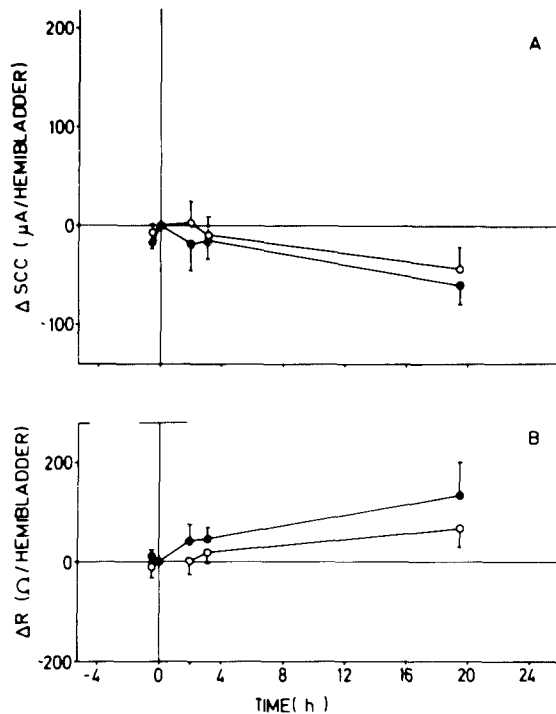 200
A
100
0
-100
Δ SCC (μA/HEMIBLADDER)
B
200
0
-200
ΔR (Ω/HEMIBLADDER)
-4 0 4 8 12 16 20 24
TIME(h)